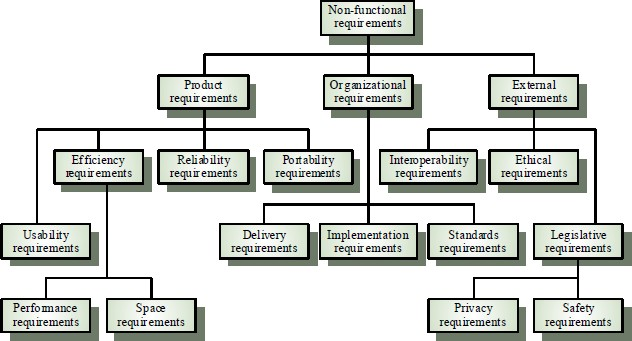 Non-functional
requirements
Product
requirements
Organizational
requirements
External
requirements
Efficiency
requirements
Reliability
requirements
Portability
requirements
Interoperability
requirements
Ethical
requirements
Usability
requirements
Delivery
requirements
Implementation
requirements
Standards
requirements
Legislative
requirements
Performance
requirements
Space
requirements
Privacy
requirements
Safety
requirements